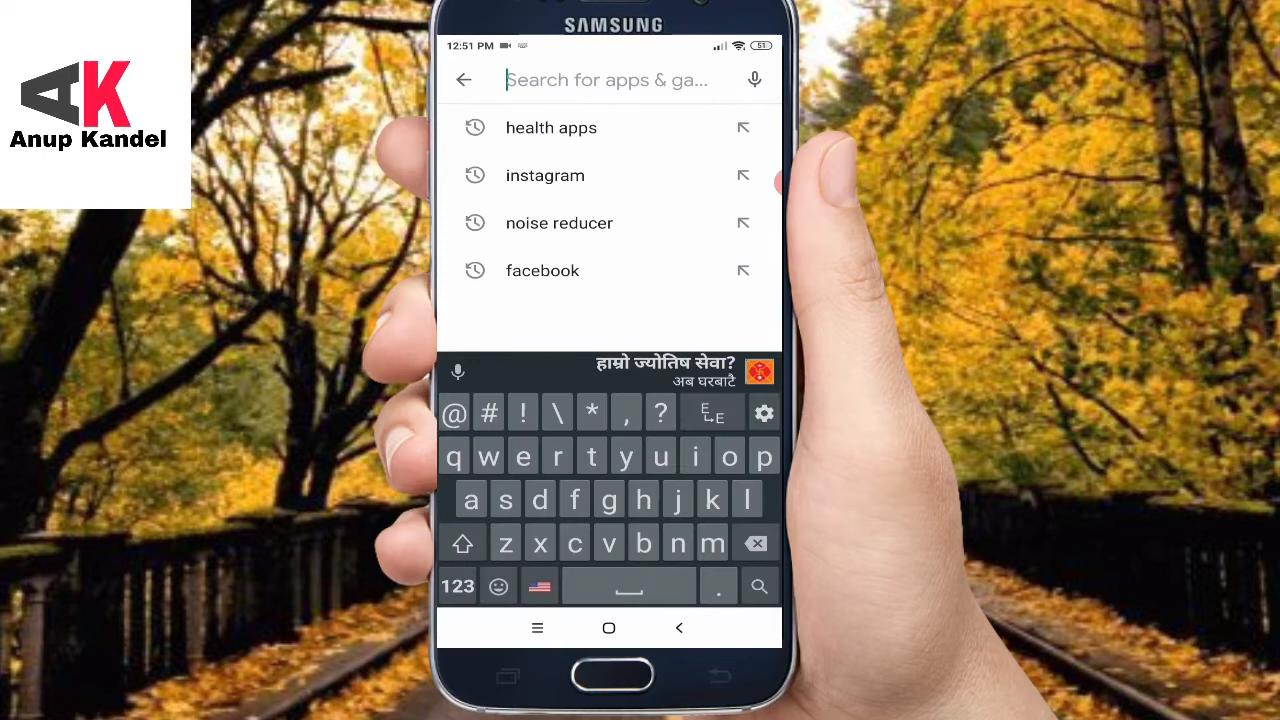 AK
Anup Kandel
SAMSUNG
12:51 PM 51
Search for apps & ga...
health apps
instagram
noise reducer
facebook
हाम्रो ज्योतिष सेवा?
अब घरबाटै
@ # ! \ * , ? E E
q w e r t y u i o p
a s d f g h j k l
z x c v b n m
123 .